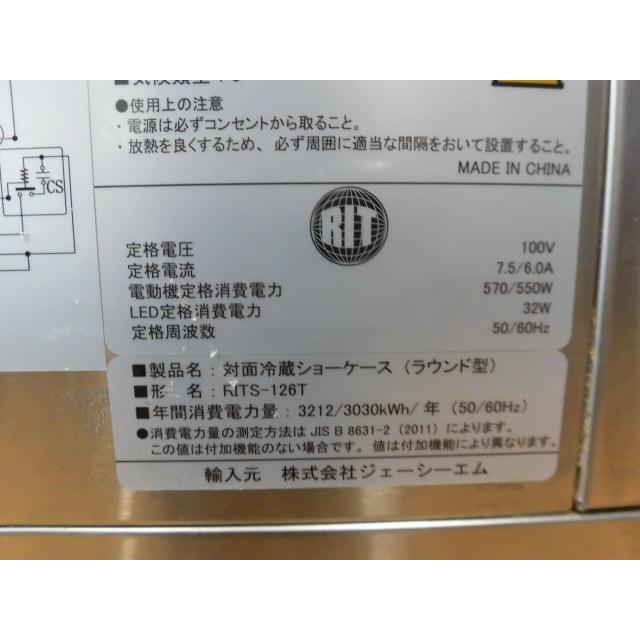 ●使用上の注意
・電源は必ずコンセントから取ること。
・放熱を良くするため、必ず周囲に適当な間隔をおいて設置すること。
MADE IN CHINA
CS
RIT
定格電圧 100V
定格電流 7.5/6.0A
電動機定格消費電力 570/550W
LED定格消費電力 32W
定格周波数 50/60Hz
■製品名：対面冷蔵ショーケース（ラウンド型）
■形　名：RITS-126T
■年間消費電力量：3212/3030kWh/年（50/60Hz）
●消費電力量の測定方法は JIS B 8631-2（2011）によります。
この値は付加機能のない場合です。値は付加機能により異なります。
輸入元　株式会社ジェーシーエム